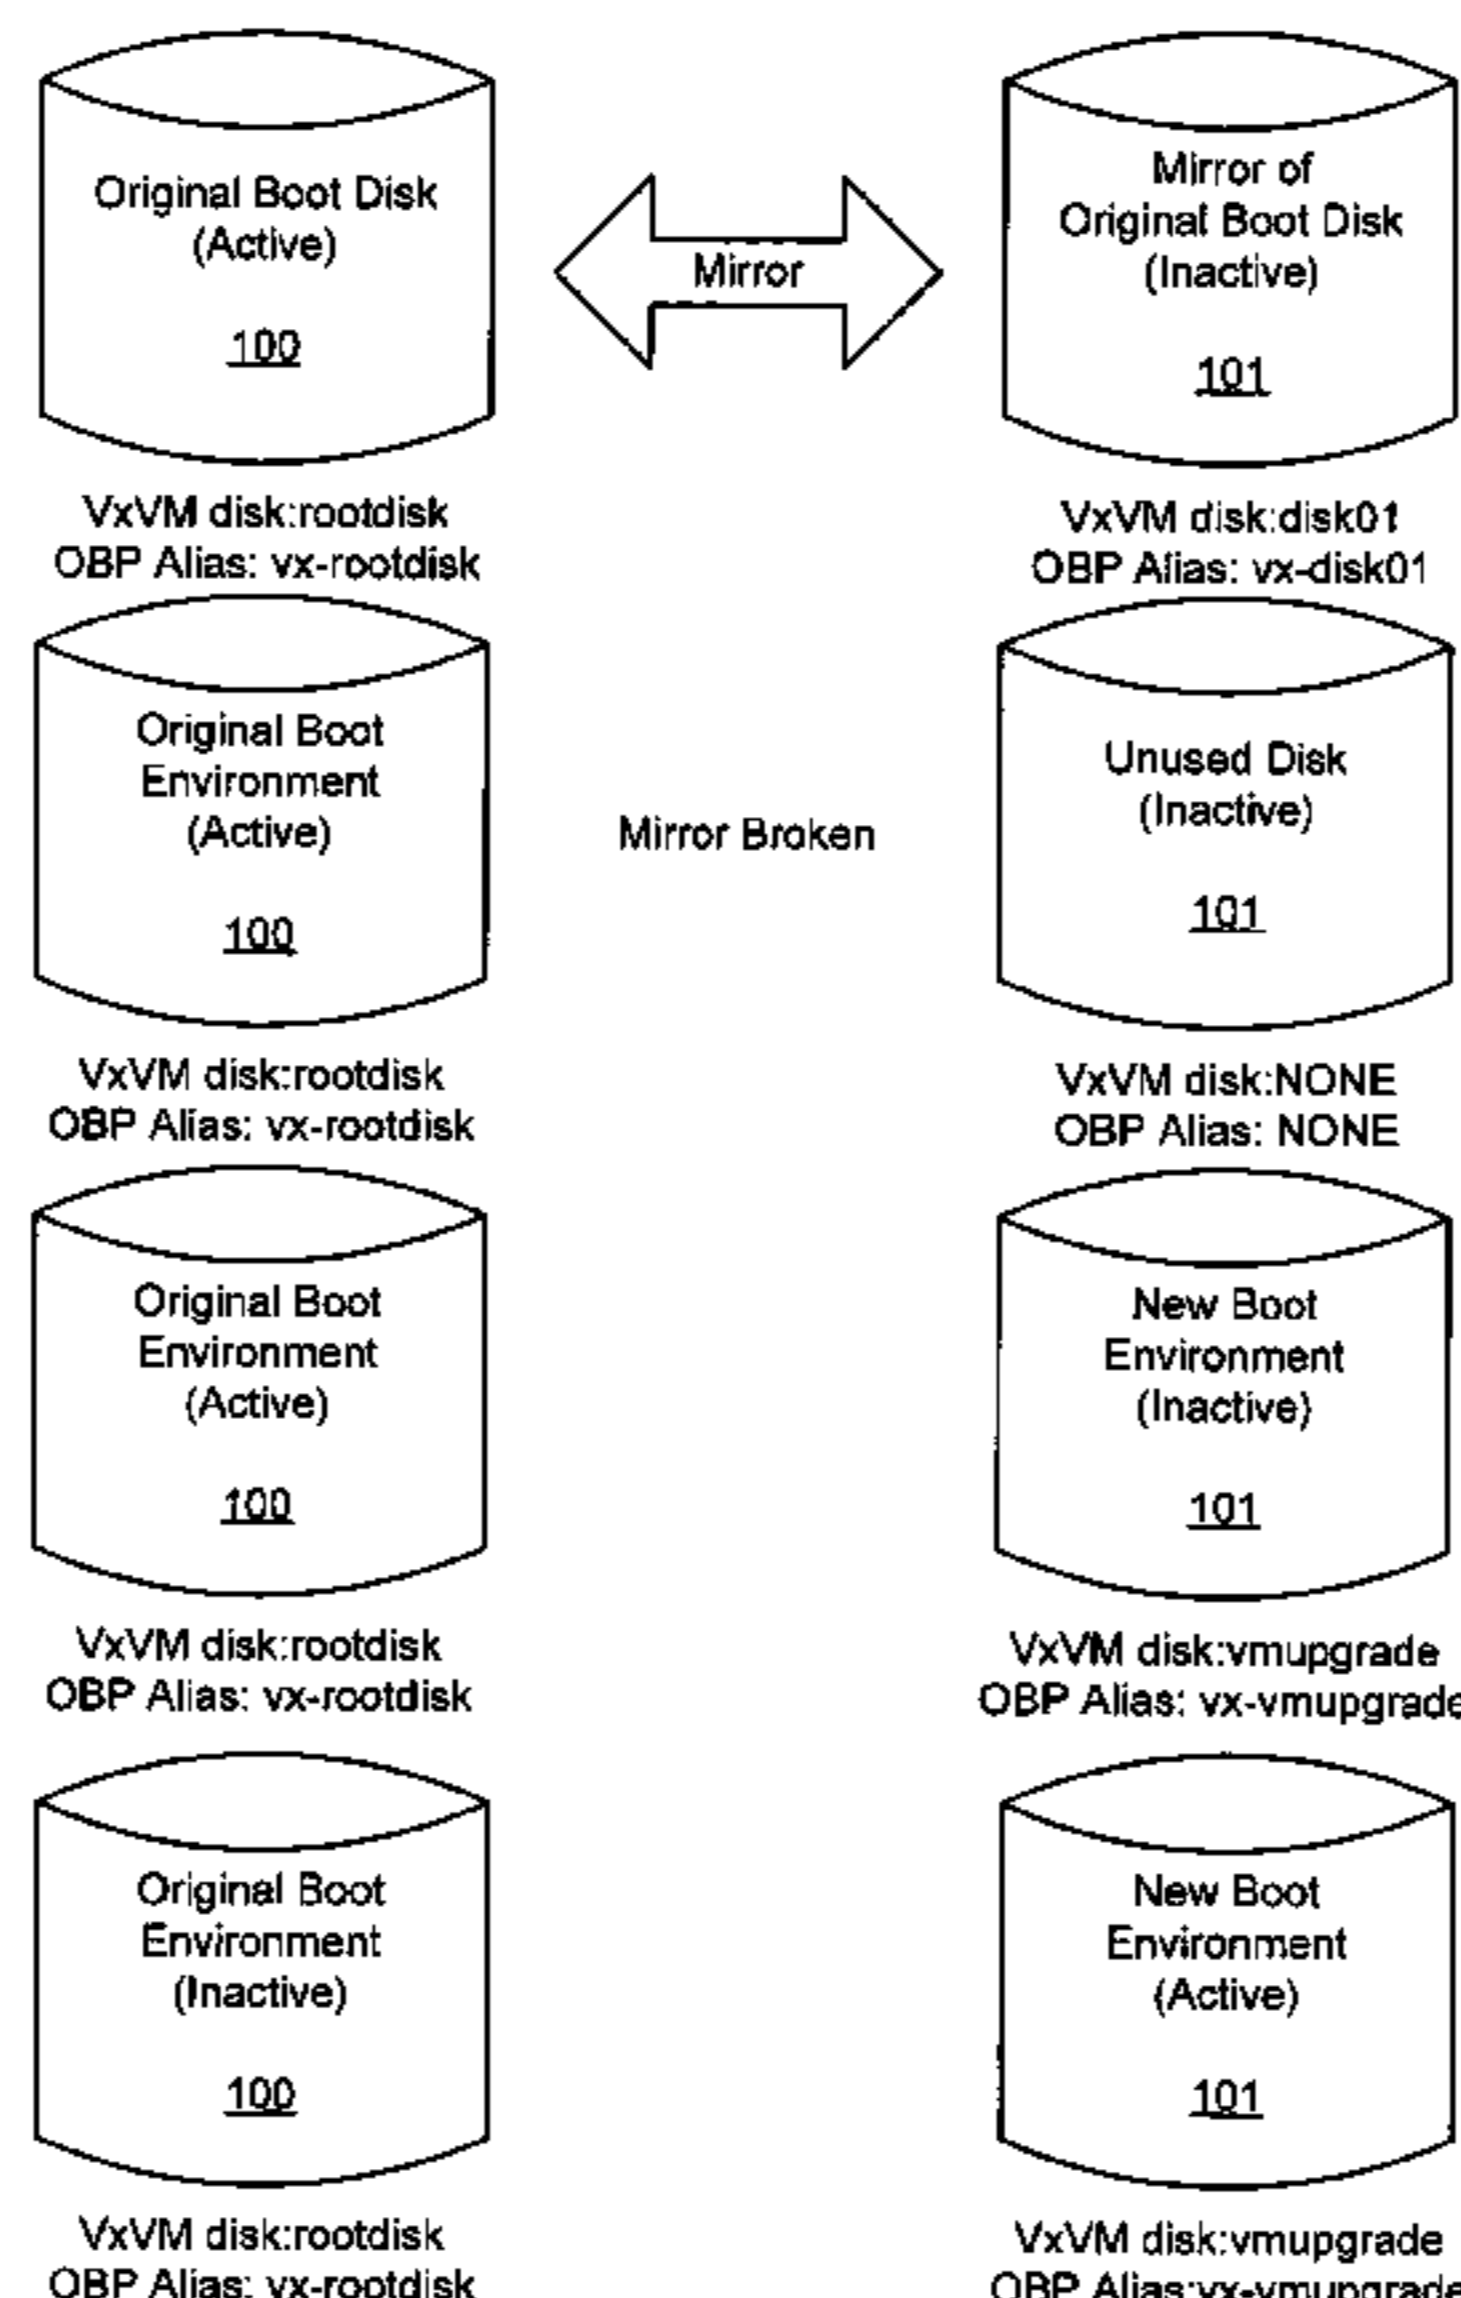 Original Boot Disk
(Active)
100
Mirror
Mirror of
Original Boot Disk
(Inactive)
101
VxVM disk:rootdisk
OBP Alias: vx-rootdisk
VxVM disk:disk01
OBP Alias: vx-disk01
Original Boot
Environment
(Active)
100
Mirror Broken
Unused Disk
(Inactive)
101
VxVM disk:rootdisk
OBP Alias: vx-rootdisk
VxVM disk:NONE
OBP Alias: NONE
Original Boot
Environment
(Active)
100
New Boot
Environment
(Inactive)
101
VxVM disk:rootdisk
OBP Alias: vx-rootdisk
VxVM disk:vmupgrade
OBP Alias: vx-vmupgrade
Original Boot
Environment
(Inactive)
100
New Boot
Environment
(Active)
101
VxVM disk:rootdisk
OBP Alias: vx-rootdisk
VxVM disk:vmupgrade
OBP Alias:vx-vmupgrade